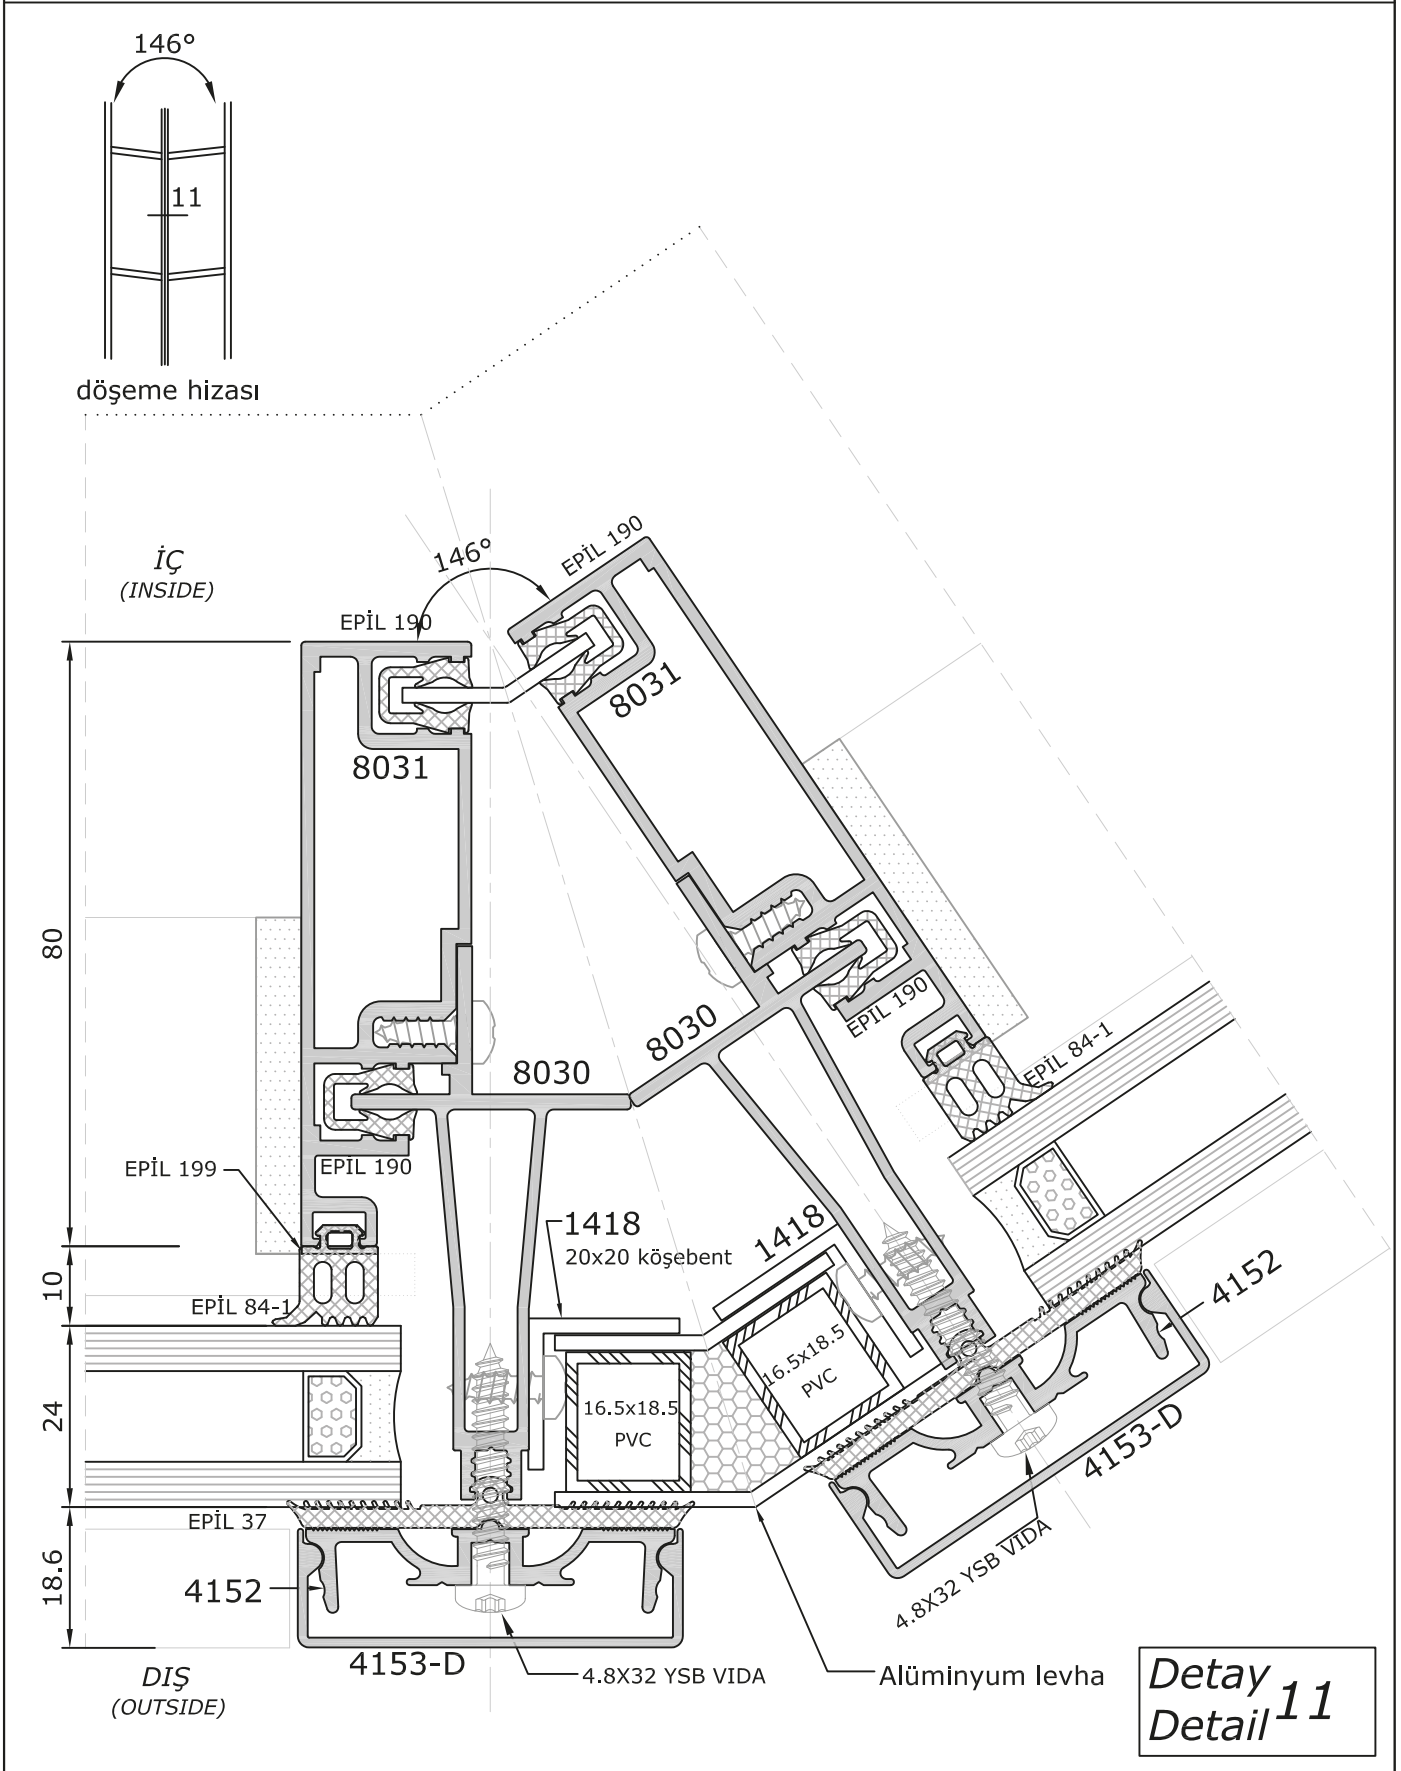 146°
11
döşeme hizası
İÇ
(INSIDE)
146°
EPİL 190
EPİL 190
8031
8031
80
EPİL 190
8030
8030
EPİL 84-1
EPİL 199
EPİL 190
1418
20x20 köşebent
1418
10
EPİL 84-1
4152
16.5x18.5
PVC
16.5x18.5
PVC
24
4153-D
EPİL 37
18.6
4152
4.8X32 YSB VIDA
4153-D
4.8X32 YSB VIDA
Alüminyum levha
DIŞ
(OUTSIDE)
Detay
Detail 11